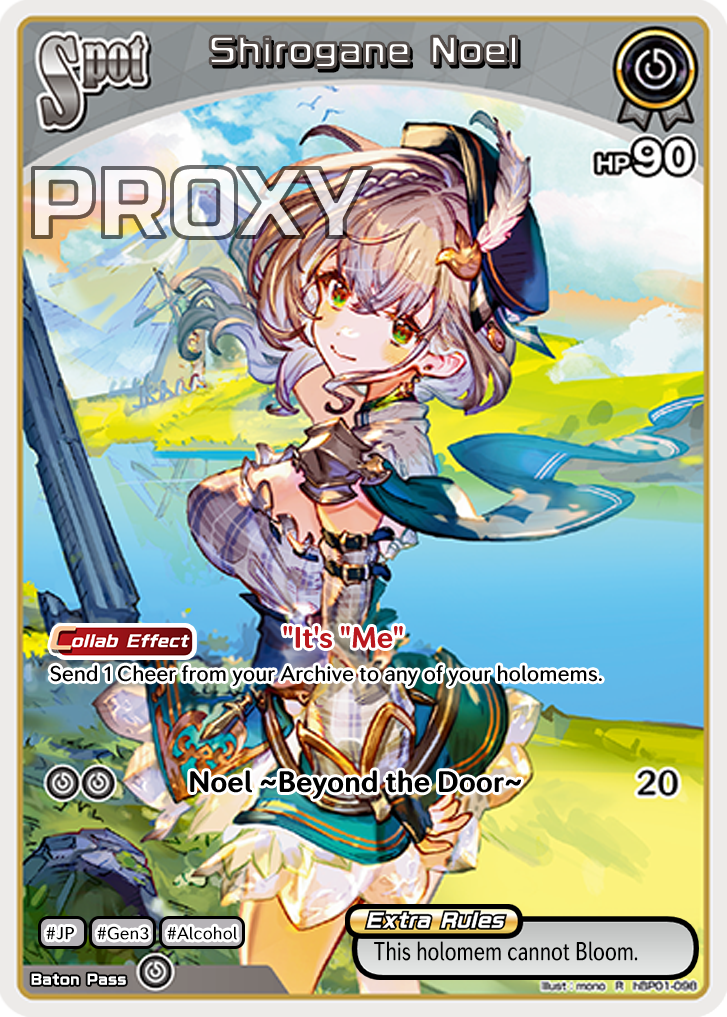 Spot
Shirogane Noel
HP 90
PROXY
Collab Effect
"It's "Me"
Send 1 Cheer from your Archive to any of your holomems.
Noel ~Beyond the Door~ 20
#JP #Gen3 #Alcohol
Extra Rules
This holomem cannot Bloom.
Baton Pass
Illust : mono R hBP01-098